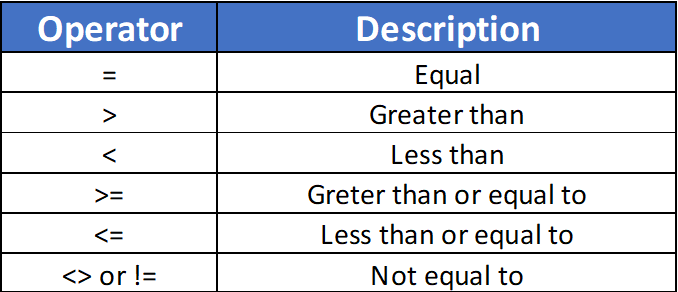 Operator Description
= Equal
> Greater than
< Less than
>= Greter than or equal to
<= Less than or equal to
<> or != Not equal to